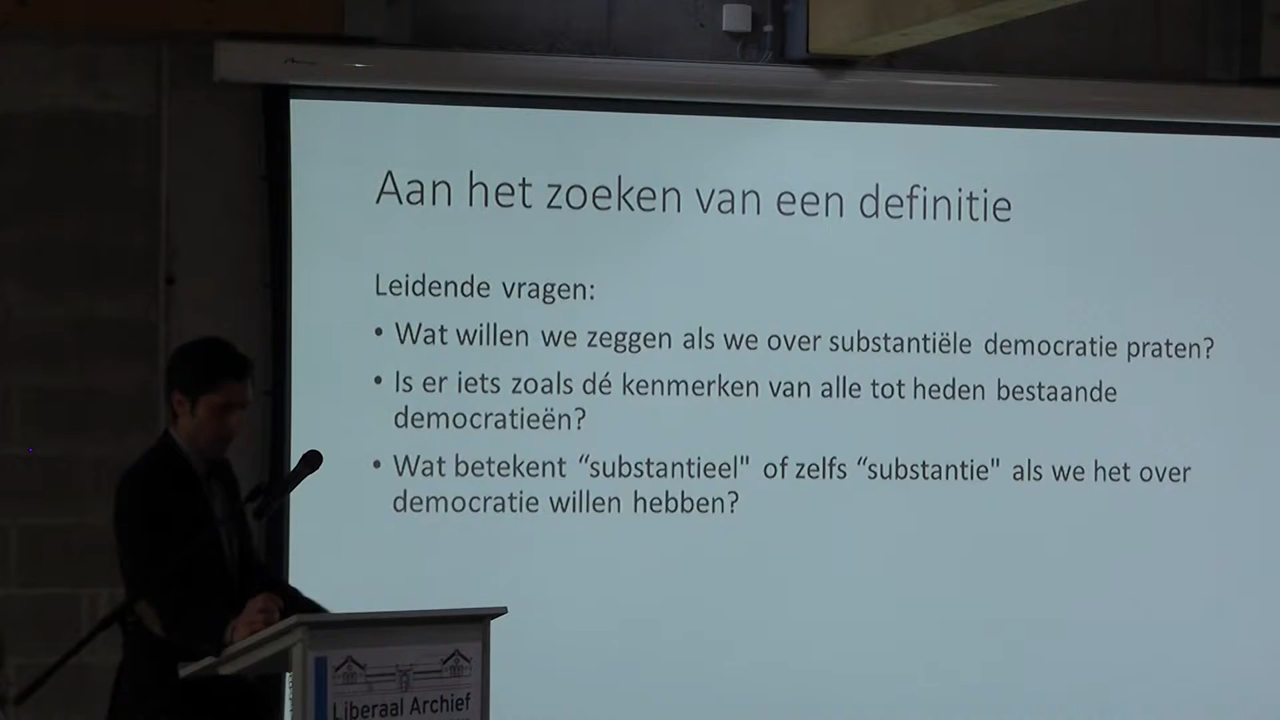 Aan het zoeken van een definitie
Leidende vragen:
• Wat willen we zeggen als we over substantiële democratie praten?
• Is er iets zoals dé kenmerken van alle tot heden bestaande
democratieën?
• Wat betekent “substantieel" of zelfs “substantie" als we het over
democratie willen hebben?
Liberaal Archief